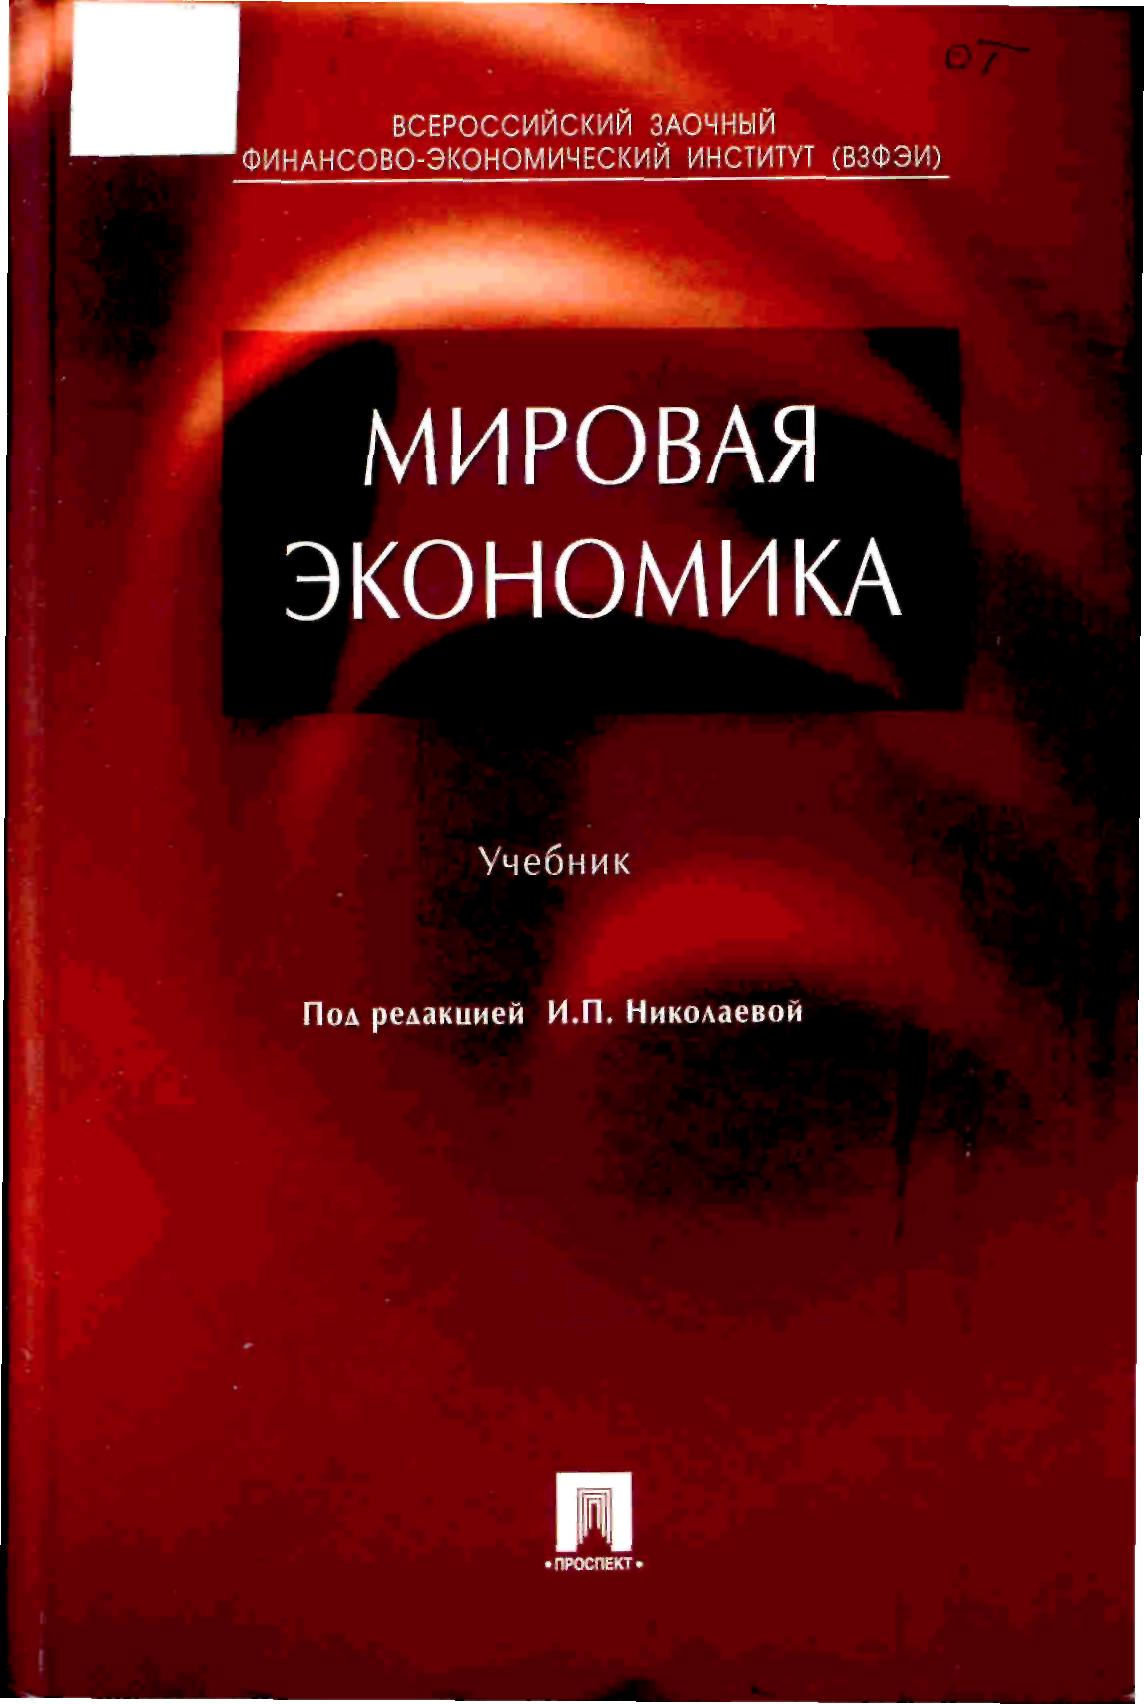 от
ВСЕРОССИЙСКИЙ ЗАОЧНЫЙ
ФИНАНСОВО-ЭКОНОМИЧЕСКИЙ ИНСТИТУТ (ВЗФЭИ)
МИРОВАЯ
ЭКОНОМИКА
Учебник
Под редакцией И.П. Николаевой
• ПРОСПЕКТ •